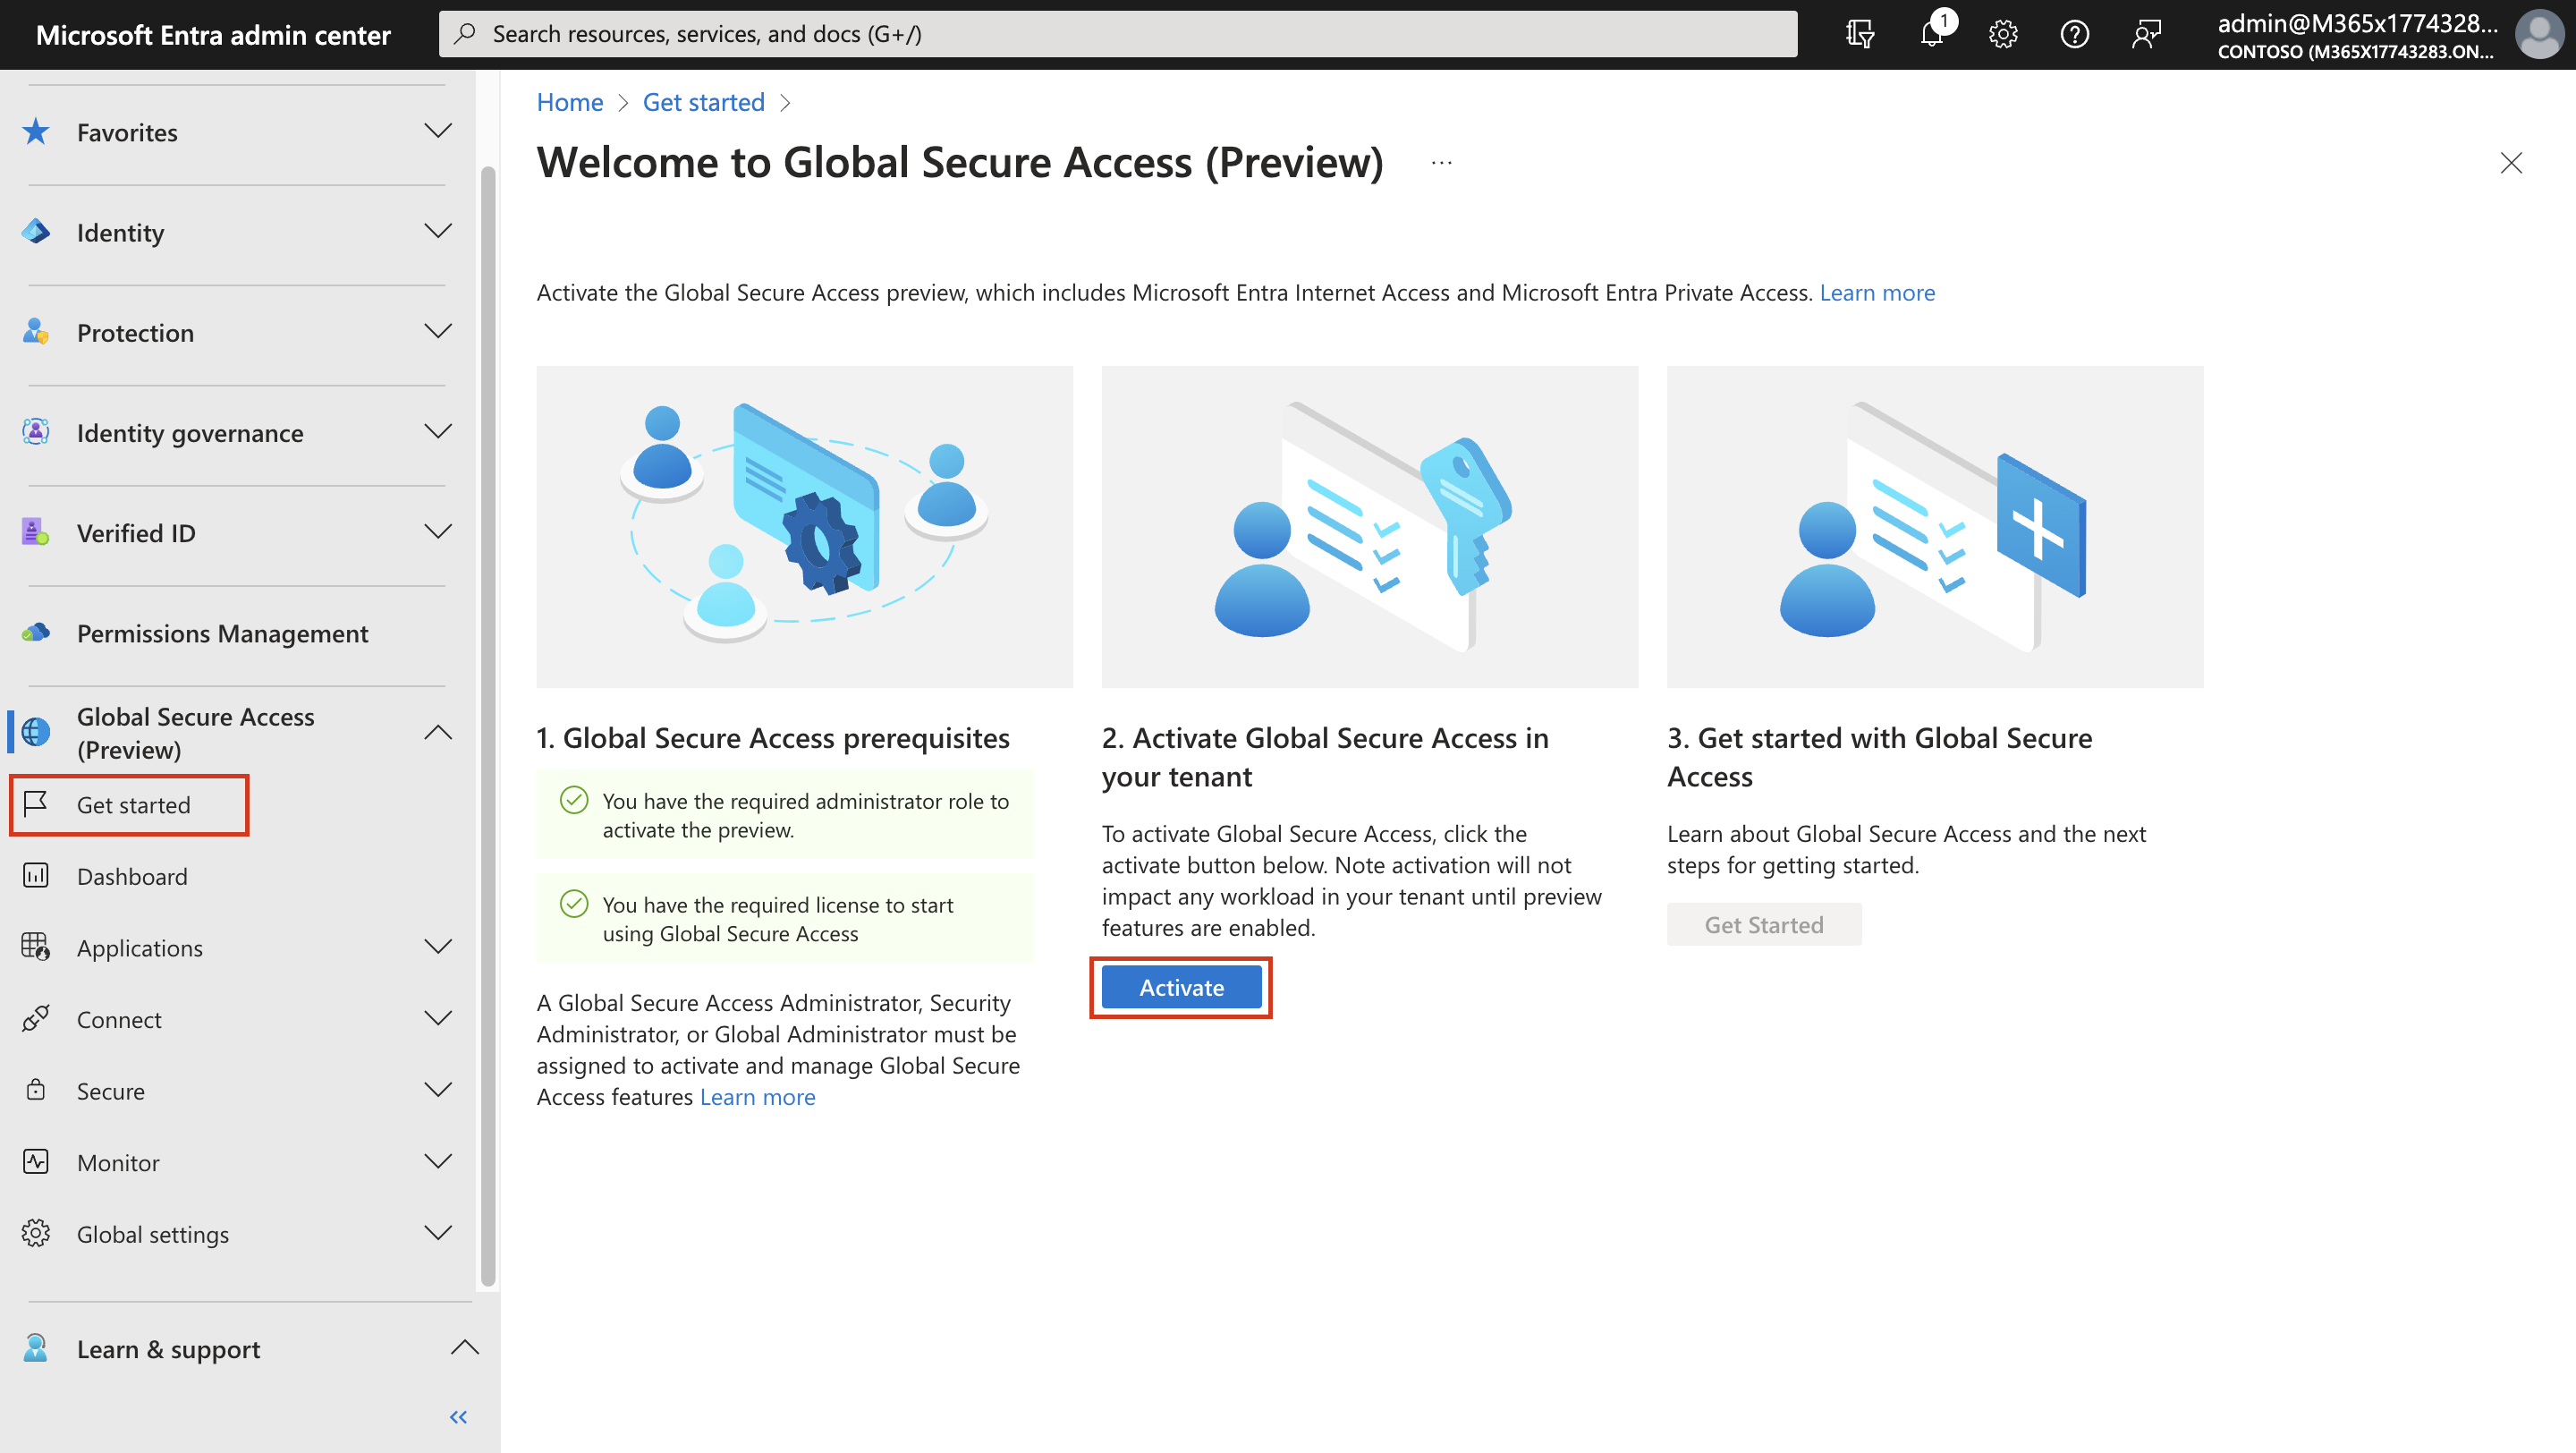 Microsoft Entra admin center
Search resources, services, and docs (G+/)
1
admin@M365x1774328...
CONTOSO (M365X17743283.ON...
Favorites
Identity
Protection
Identity governance
Verified ID
Permissions Management
Global Secure Access
(Preview)
Get started
Dashboard
Applications
Connect
Secure
Monitor
Global settings
Learn & support
Home > Get started >
Welcome to Global Secure Access (Preview)
...
Activate the Global Secure Access preview, which includes Microsoft Entra Internet Access and Microsoft Entra Private Access. Learn more
1. Global Secure Access prerequisites
You have the required administrator role to
activate the preview.
You have the required license to start
using Global Secure Access
A Global Secure Access Administrator, Security
Administrator, or Global Administrator must be
assigned to activate and manage Global Secure
Access features Learn more
2. Activate Global Secure Access in
your tenant
To activate Global Secure Access, click the
activate button below. Note activation will not
impact any workload in your tenant until preview
features are enabled.
Activate
3. Get started with Global Secure
Access
Learn about Global Secure Access and the next
steps for getting started.
Get Started